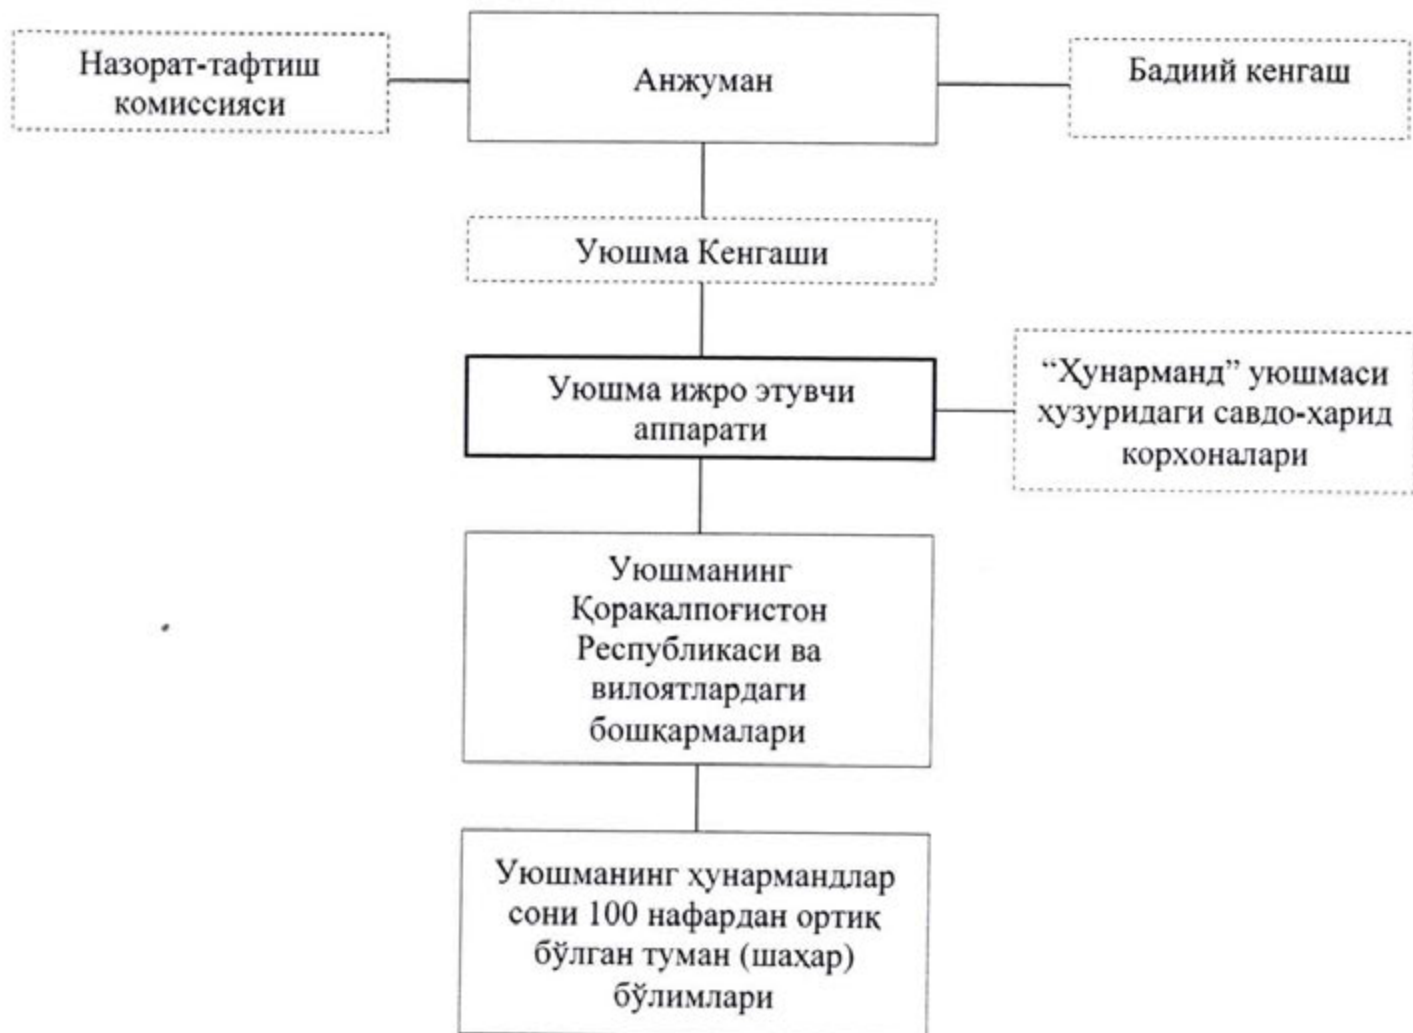 Назорат-тафтиш
комиссияси
Анжуман
Бадиий кенгаш
Уюшма Кенгаши
Уюшма ижро этувчи
аппарати
“Ҳунарманд” уюшмаси
ҳузуридаги савдо-ҳарид
корхоналари
Уюшманинг
Қорақалпоғистон
Республикаси ва
вилоятлардаги
бошқармалари
Уюшманинг ҳунармандлар
сони 100 нафардан ортиқ
бўлган туман (шаҳар)
бўлимлари